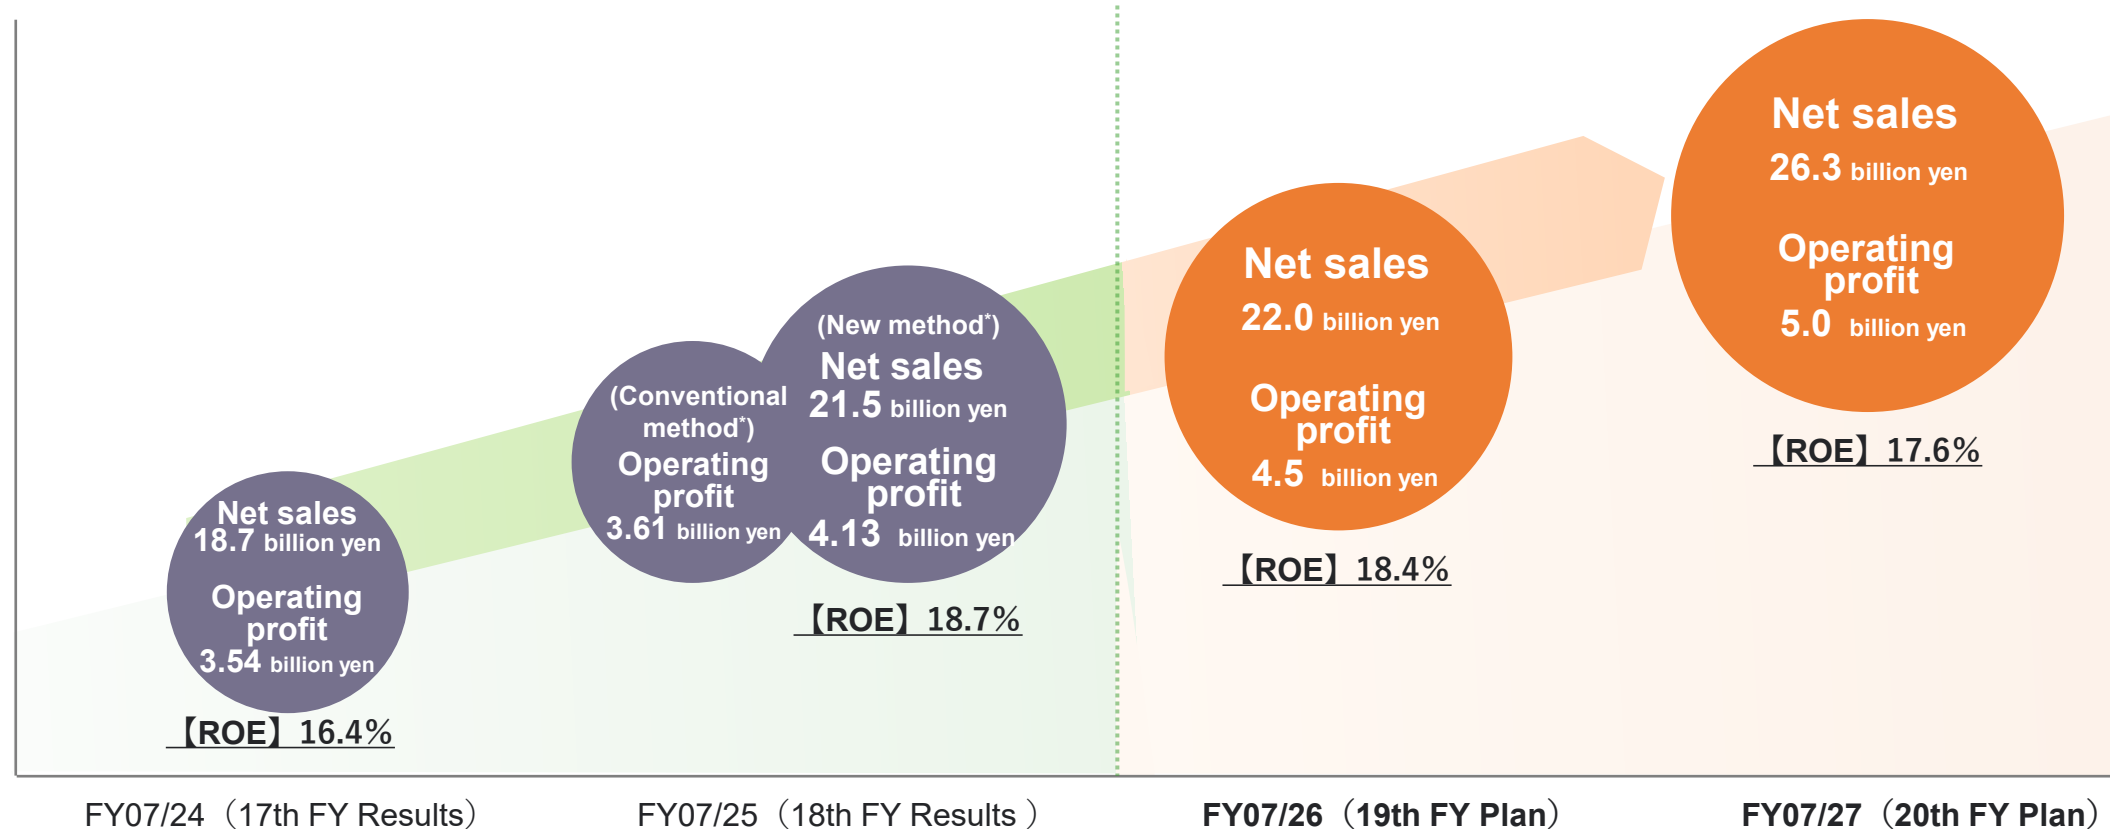 Net sales
18.7 billion yen
Operating
profit
3.54 billion yen
【ROE】16.4%
(Conventional
method*)
Operating
profit
3.61 billion yen
(New method*)
Net sales
21.5 billion yen
Operating
profit
4.13 billion yen
【ROE】18.7%
Net sales
22.0 billion yen
Operating
profit
4.5 billion yen
【ROE】18.4%
Net sales
26.3 billion yen
Operating
profit
5.0 billion yen
【ROE】17.6%
FY07/24（17th FY Results）
FY07/25（18th FY Results ）
FY07/26（19th FY Plan）
FY07/27（20th FY Plan）